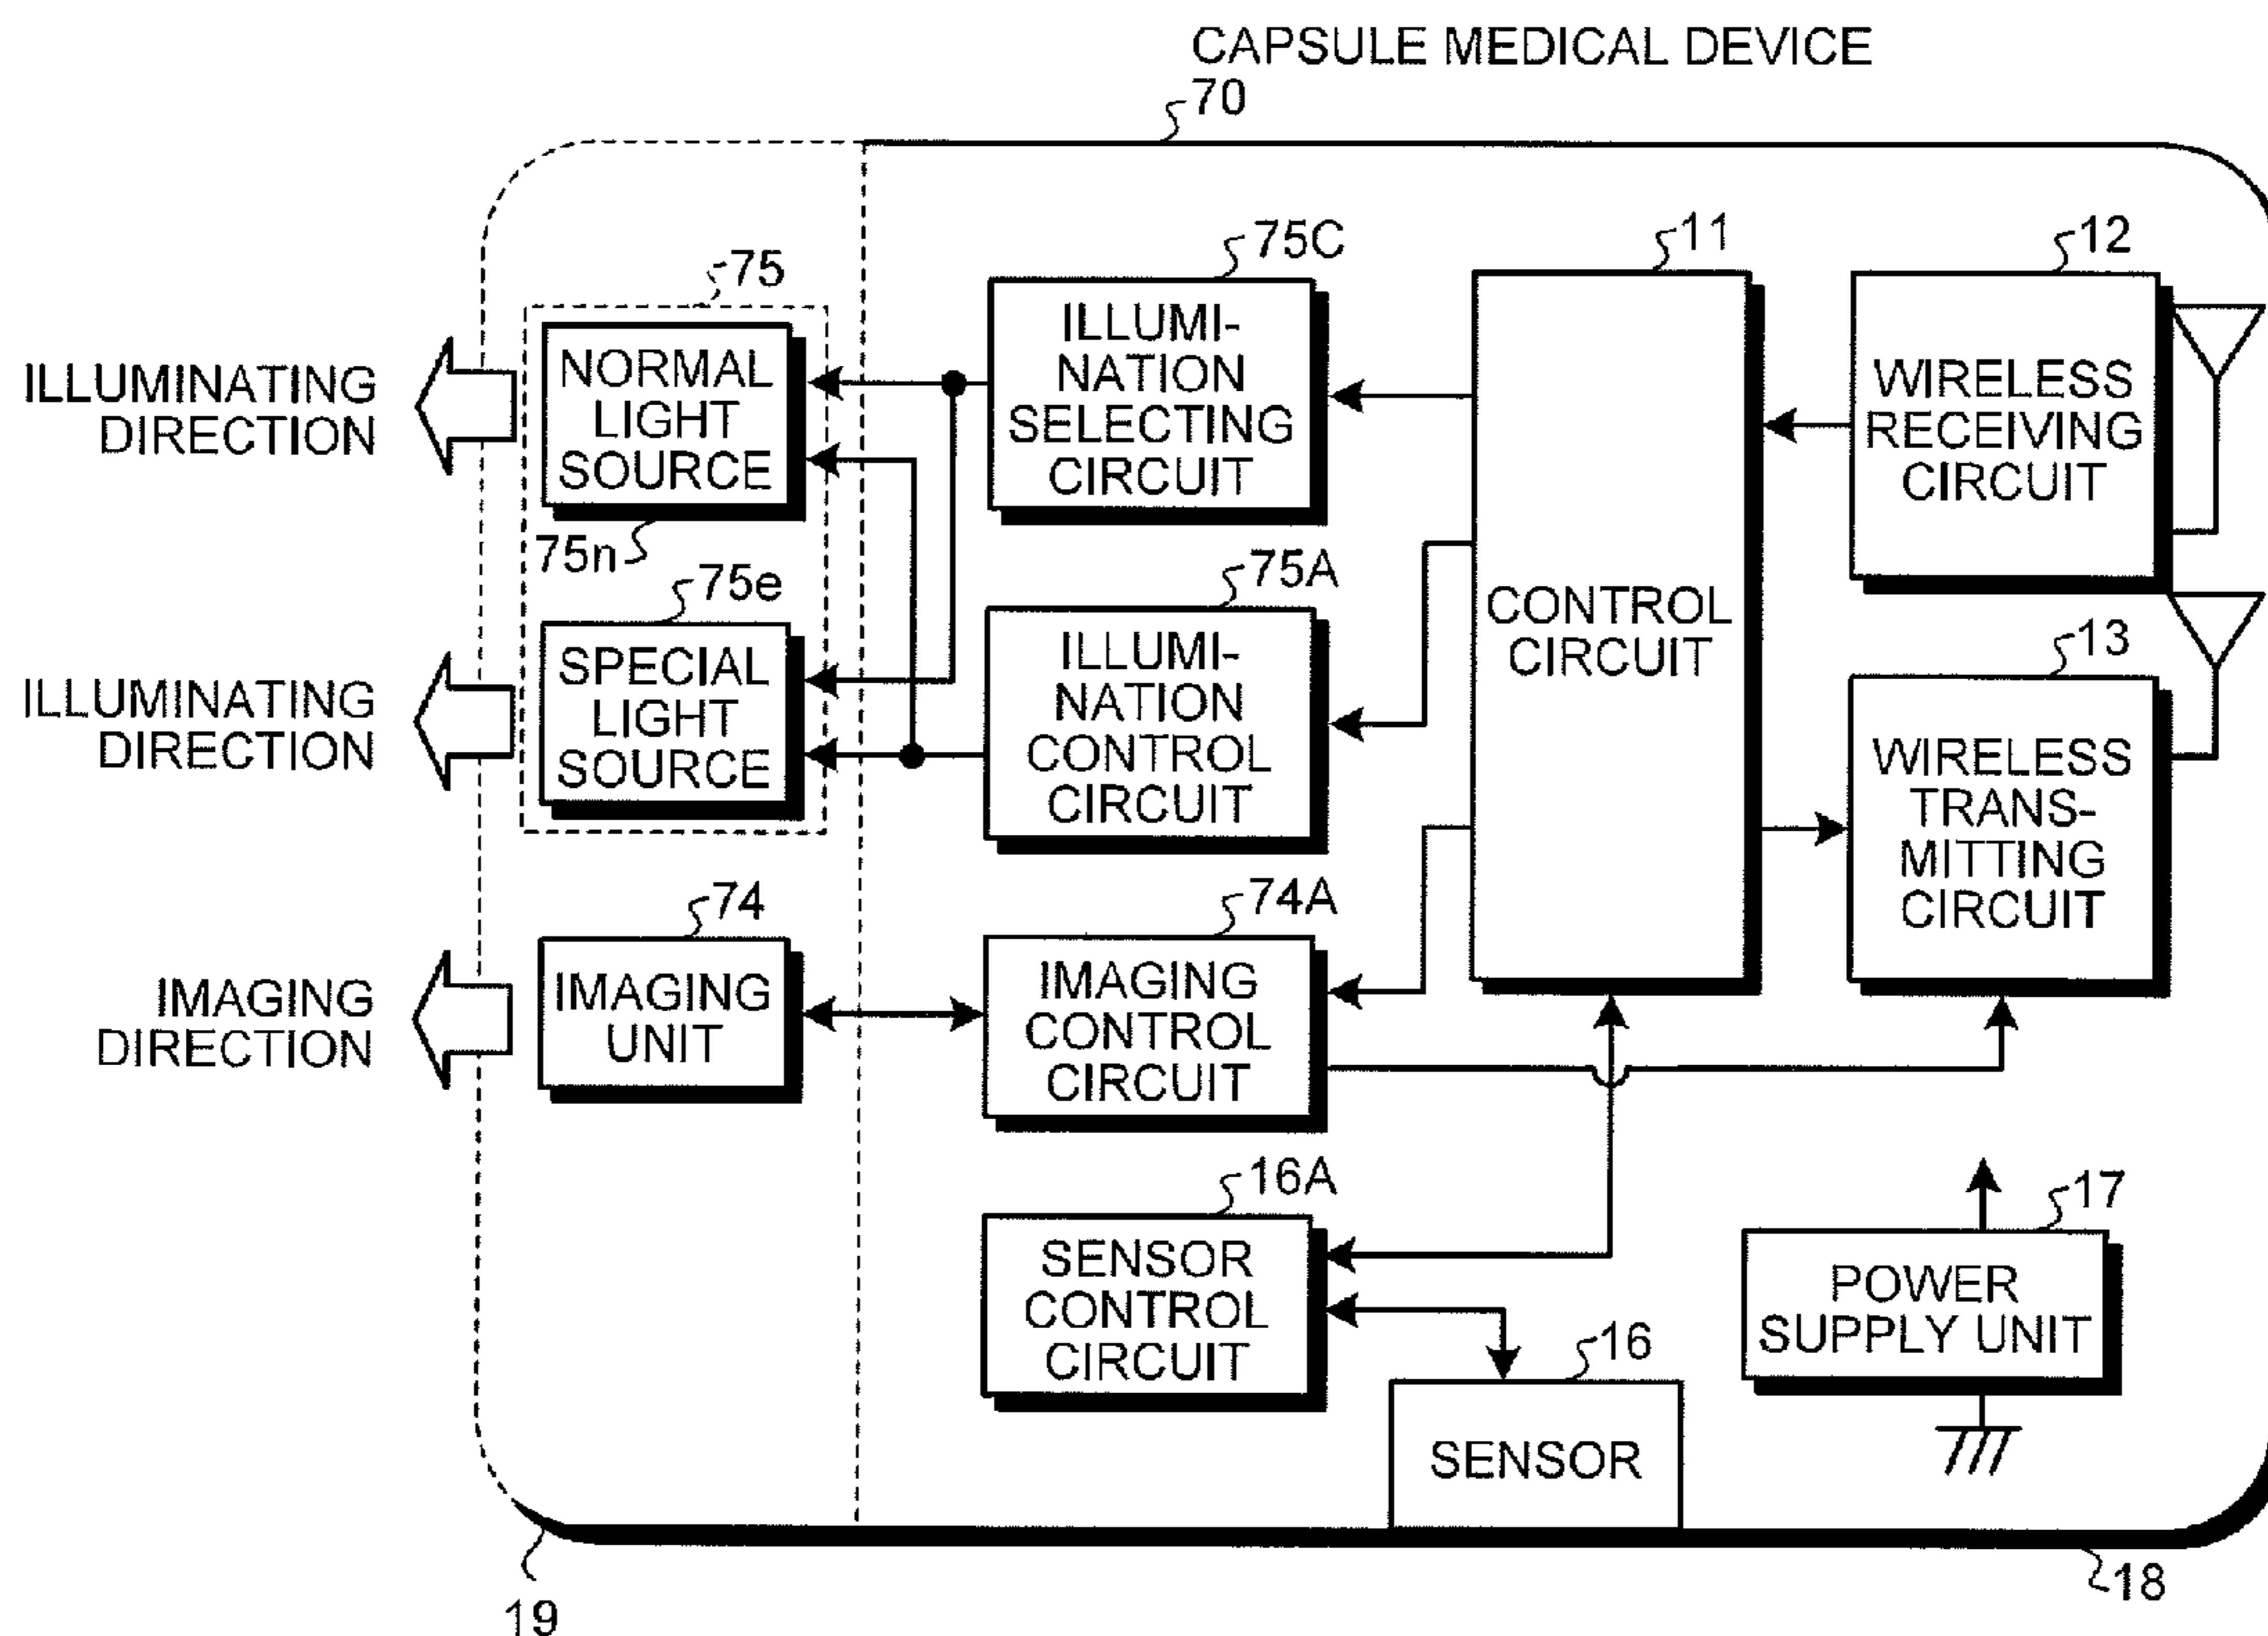 CAPSULE MEDICAL DEVICE
70
75
75C
11
12
ILLUMINATING
DIRECTION
NORMAL
LIGHT
SOURCE
75n
ILLUMI-
NATION
SELECTING
CIRCUIT
CONTROL
CIRCUIT
WIRELESS
RECEIVING
CIRCUIT
75e
75A
13
ILLUMINATING
DIRECTION
SPECIAL
LIGHT
SOURCE
ILLUMI-
NATION
CONTROL
CIRCUIT
WIRELESS
TRANS-
MITTING
CIRCUIT
74
74A
IMAGING
DIRECTION
IMAGING
UNIT
IMAGING
CONTROL
CIRCUIT
16A
17
SENSOR
CONTROL
CIRCUIT
POWER
SUPPLY UNIT
16
SENSOR
19
18